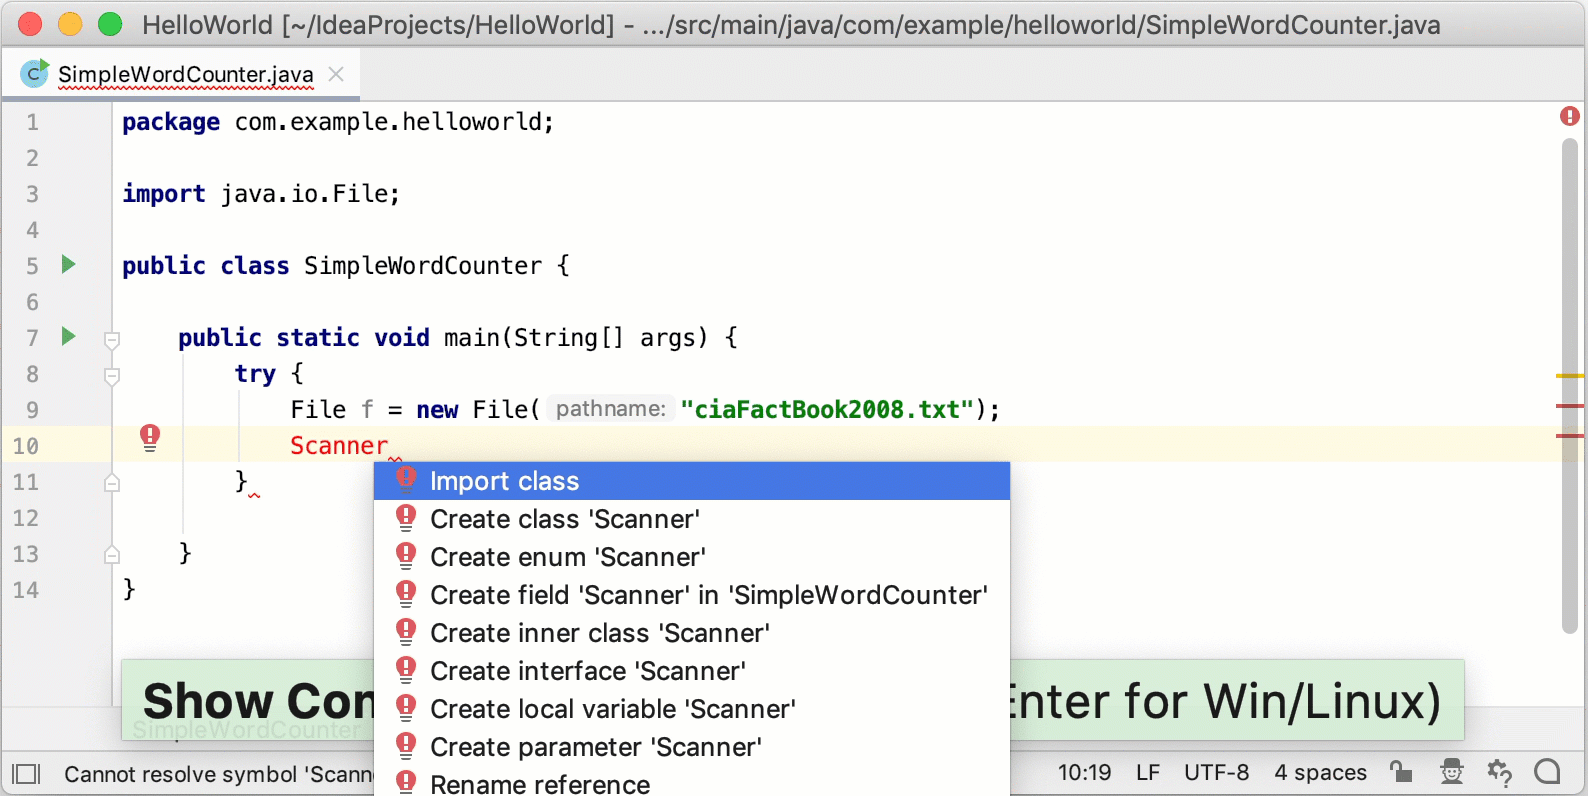 HelloWorld [~/IdeaProjects/HelloWorld] - .../src/main/java/com/example/helloworld/SimpleWordCounter.java
C SimpleWordCounter.java
1 package com.example.helloworld;
2
3 import java.io.File;
4
5 public class SimpleWordCounter {
6
7 public static void main(String[] args) {
8 try {
9 File f = new File( pathname: "ciaFactBook2008.txt");
10 Scanner
11 }
12
13 }
14 }
Import class
Create class 'Scanner'
Create enum 'Scanner'
Create field 'Scanner' in 'SimpleWordCounter'
Create inner class 'Scanner'
Create interface 'Scanner'
Create local variable 'Scanner'
Create parameter 'Scanner'
Rename reference
Show Con Enter for Win/Linux)
SimpleWordCounter
Cannot resolve symbol 'Scann 10:19 LF UTF-8 4 spaces